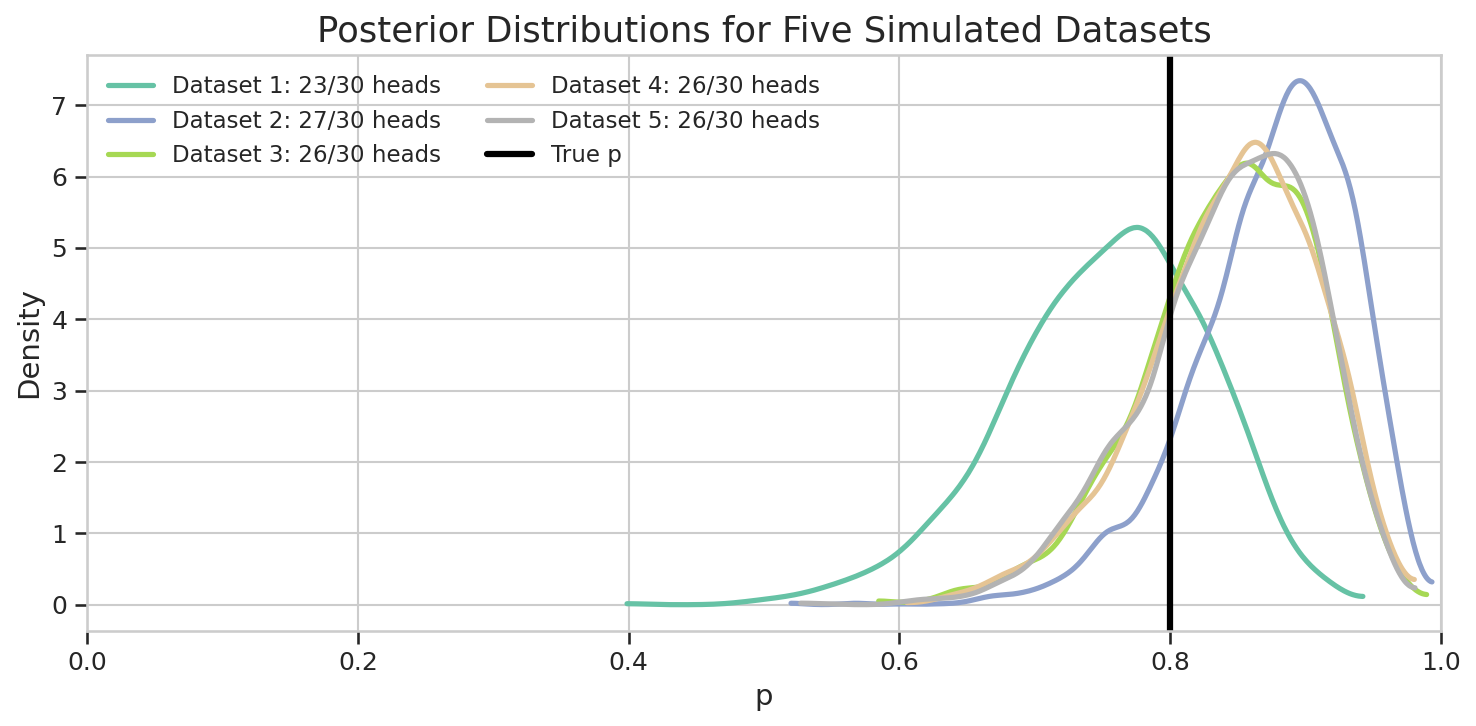 Posterior Distributions for Five Simulated Datasets
Dataset 1: 23/30 heads
Dataset 2: 27/30 heads
Dataset 3: 26/30 heads
Dataset 4: 26/30 heads
Dataset 5: 26/30 heads
True p
Density
7
6
5
4
3
2
1
0
0.0
0.2
0.4
0.6
0.8
1.0
p